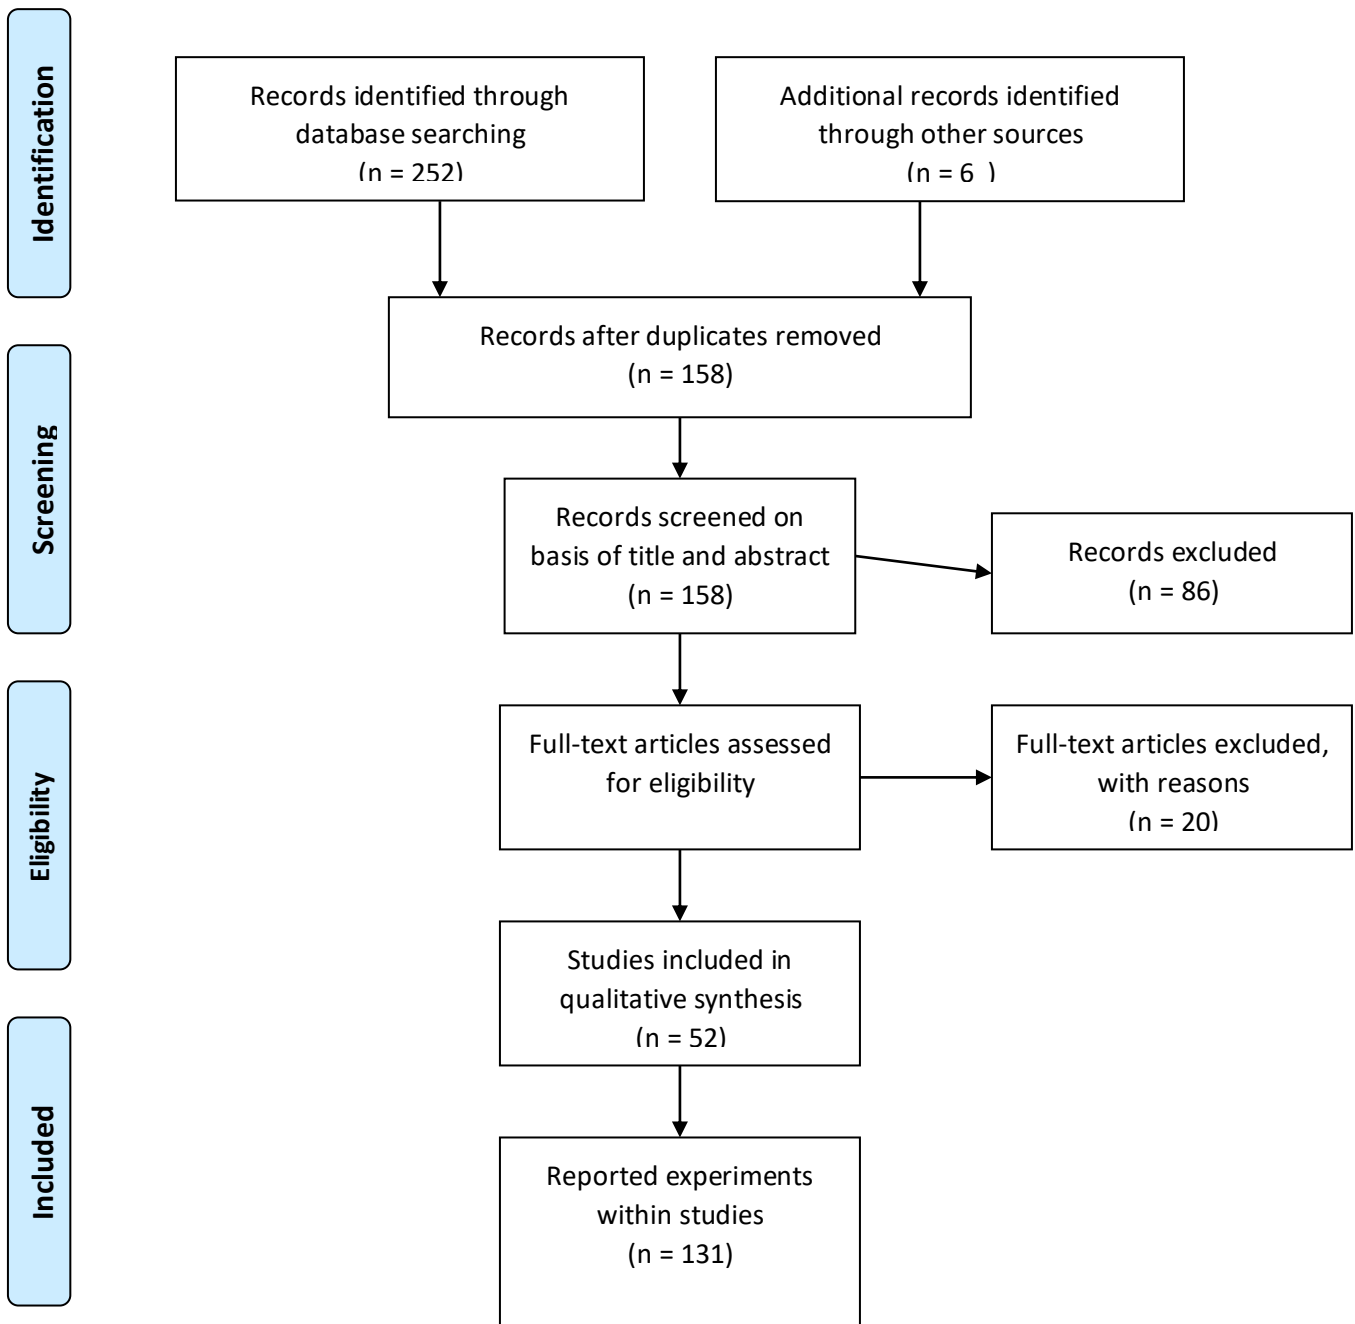 Identification
Records identified through
database searching
(n = 252)
Additional records identified
through other sources
(n = 6 )
Records after duplicates removed
(n = 158)
Screening
Records screened on
basis of title and abstract
(n = 158)
Records excluded
(n = 86)
Eligibility
Full-text articles assessed
for eligibility
Full-text articles excluded,
with reasons
(n = 20)
Studies included in
qualitative synthesis
(n = 52)
Included
Reported experiments
within studies
(n = 131)